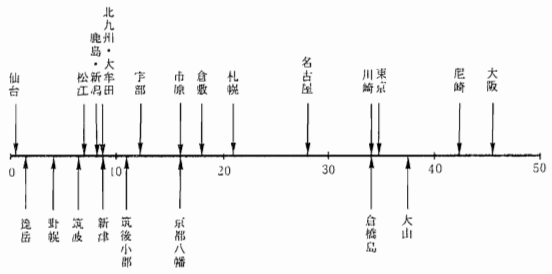 仙台
松江
鹿島・新潟
北九州・大牟田
宇部
市原
倉敷
札幌
名古屋
川崎
東京
尼崎
大阪
0
10
20
30
40
50
箟岳
野幌
筑波
新津
筑後小郡
京都八幡
倉橋島
犬山